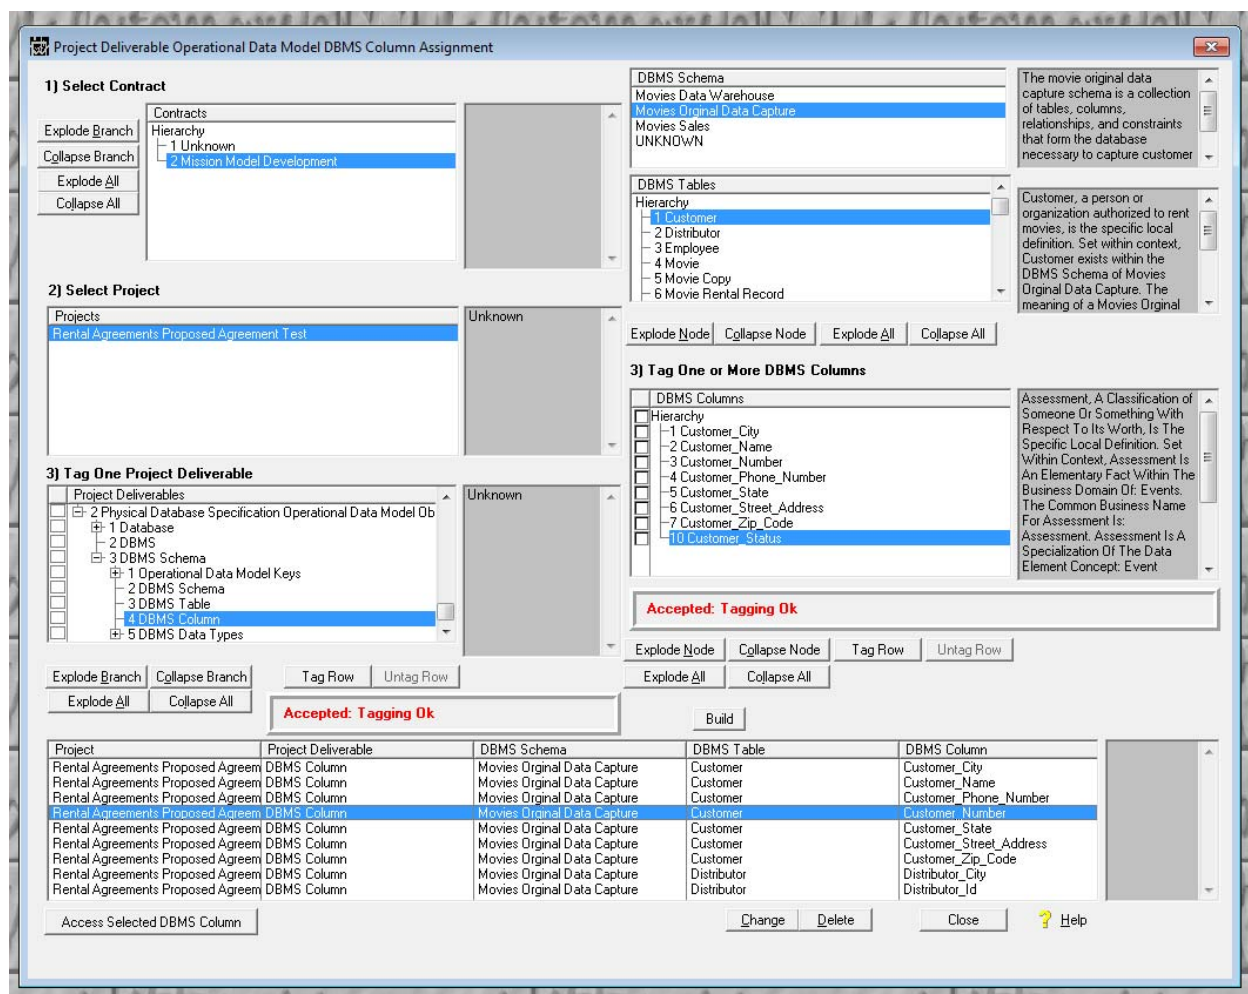 Project Deliverable Operational Data Model DBMS Column Assignment
1) Select Contract
Explode Branch
Collapse Branch
Explode All
Collapse All
Contracts
Hierarchy
1 Unknown
2 Mission Model Development
2) Select Project
Projects
Rental Agreements Proposed Agreement Test
Unknown
3) Tag One Project Deliverable
Project Deliverables
2 Physical Database Specification Operational Data Model Ob
1 Database
2 DBMS
3 DBMS Schema
1 Operational Data Model Keys
2 DBMS Schema
3 DBMS Table
4 DBMS Column
5 DBMS Data Types
Unknown
Explode Branch Collapse Branch Tag Row Untag Row
Explode All Collapse All
Accepted: Tagging Ok
DBMS Schema
Movies Data Warehouse
Movies Orginal Data Capture
Movies Sales
UNKNOWN
The movie original data
capture schema is a collection
of tables, columns,
relationships, and constraints
that form the database
necessary to capture customer
DBMS Tables
Hierarchy
1 Customer
2 Distributor
3 Employee
4 Movie
5 Movie Copy
6 Movie Rental Record
Customer, a person or
organization authorized to rent
movies, is the specific local
definition. Set within context,
Customer exists within the
DBMS Schema of Movies
Orginal Data Capture. The
meaning of a Movies Orginal
Explode Node Collapse Node Explode All Collapse All
3) Tag One or More DBMS Columns
DBMS Columns
Hierarchy
1 Customer_City
2 Customer_Name
3 Customer_Number
4 Customer_Phone_Number
5 Customer_State
6 Customer_Street_Address
7 Customer_Zip_Code
10 Customer_Status
Assessment, A Classification of
Someone Or Something With
Respect To Its Worth, Is The
Specific Local Definition. Set
Within Context, Assessment Is
An Elementary Fact Within The
Business Domain Of: Events.
The Common Business Name
For Assessment Is:
Assessment. Assessment Is A
Specialization Of The Data
Element Concept: Event
Accepted: Tagging Ok
Explode Node Collapse Node Tag Row Untag Row
Explode All Collapse All
Build
Project Project Deliverable DBMS Schema DBMS Table DBMS Column
Rental Agreements Proposed Agreem DBMS Column Movies Orginal Data Capture Customer Customer_City
Rental Agreements Proposed Agreem DBMS Column Movies Orginal Data Capture Customer Customer_Name
Rental Agreements Proposed Agreem DBMS Column Movies Orginal Data Capture Customer Customer_Phone_Number
Rental Agreements Proposed Agreem DBMS Column Movies Orginal Data Capture Customer Customer_Number
Rental Agreements Proposed Agreem DBMS Column Movies Orginal Data Capture Customer Customer_State
Rental Agreements Proposed Agreem DBMS Column Movies Orginal Data Capture Customer Customer_Street_Address
Rental Agreements Proposed Agreem DBMS Column Movies Orginal Data Capture Customer Customer_Zip_Code
Rental Agreements Proposed Agreem DBMS Column Movies Orginal Data Capture Distributor Distributor_City
Rental Agreements Proposed Agreem DBMS Column Movies Orginal Data Capture Distributor Distributor_Id
Access Selected DBMS Column Change Delete Close ? Help